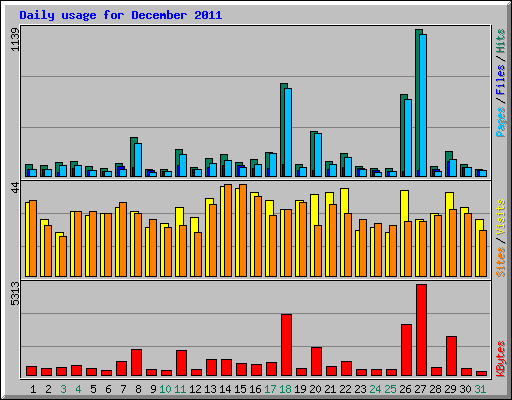 Daily usage for December 2011
1139
Pages / Files / Hits
44
Sites / Visits
5313
KBytes
1 2 3 4 5 6 7 8 9 10 11 12 13 14 15 16 17 18 19 20 21 22 23 24 25 26 27 28 29 30 31